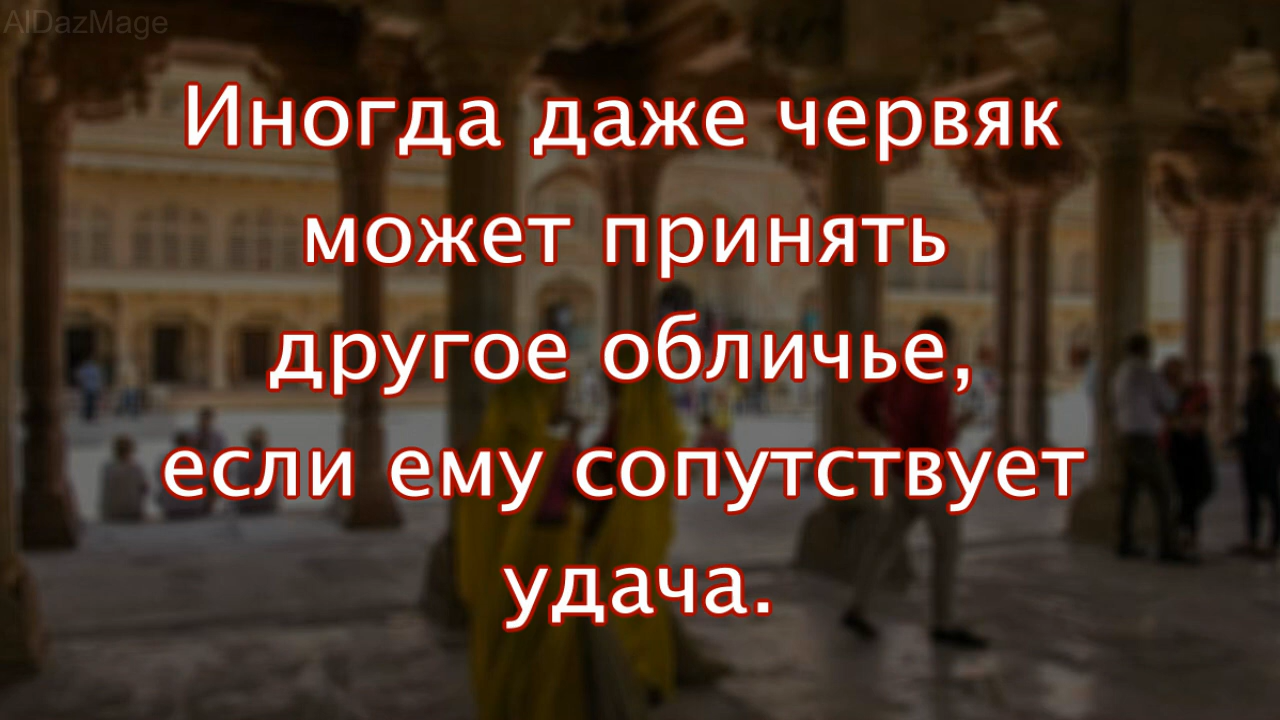 AIDazMage
Иногда даже червяк
может принять
другое обличье,
если ему сопутствует
удача.